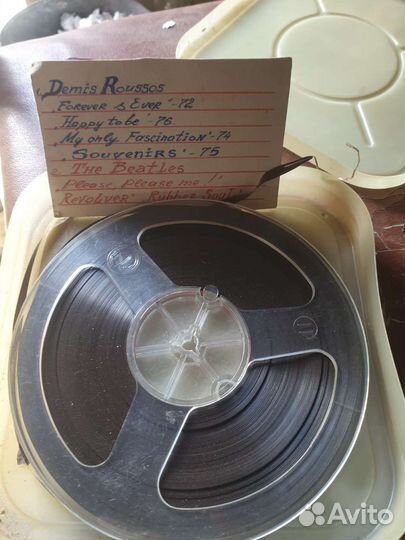 Demis Roussos
"Forever & Ever" - 72
"Happy to be" - 76
"My only Fascination" - 74
"Souvenirs" - 75
The Beatles
Please, please me!
Revolver. Rubber Soul.
Avito